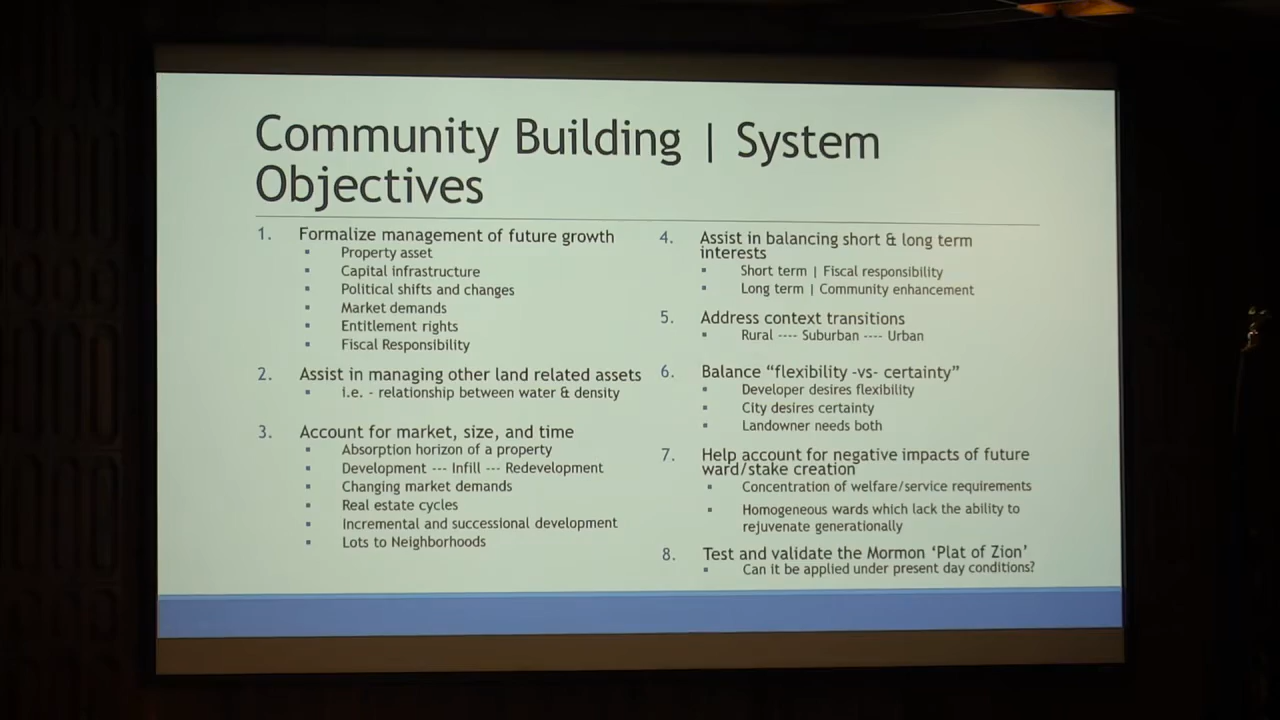 Community Building | System
Objectives
1. Formalize management of future growth
▪ Property asset
▪ Capital infrastructure
▪ Political shifts and changes
▪ Market demands
▪ Entitlement rights
▪ Fiscal Responsibility
2. Assist in managing other land related assets
▪ i.e. - relationship between water & density
3. Account for market, size, and time
▪ Absorption horizon of a property
▪ Development --- Infill --- Redevelopment
▪ Changing market demands
▪ Real estate cycles
▪ Incremental and successional development
▪ Lots to Neighborhoods
4. Assist in balancing short & long term
interests
▪ Short term | Fiscal responsibility
▪ Long term | Community enhancement
5. Address context transitions
▪ Rural ---- Suburban ---- Urban
6. Balance “flexibility -vs- certainty”
▪ Developer desires flexibility
▪ City desires certainty
▪ Landowner needs both
7. Help account for negative impacts of future
ward/stake creation
▪ Concentration of welfare/service requirements
▪ Homogeneous wards which lack the ability to
rejuvenate generationally
8. Test and validate the Mormon ‘Plat of Zion’
▪ Can it be applied under present day conditions?